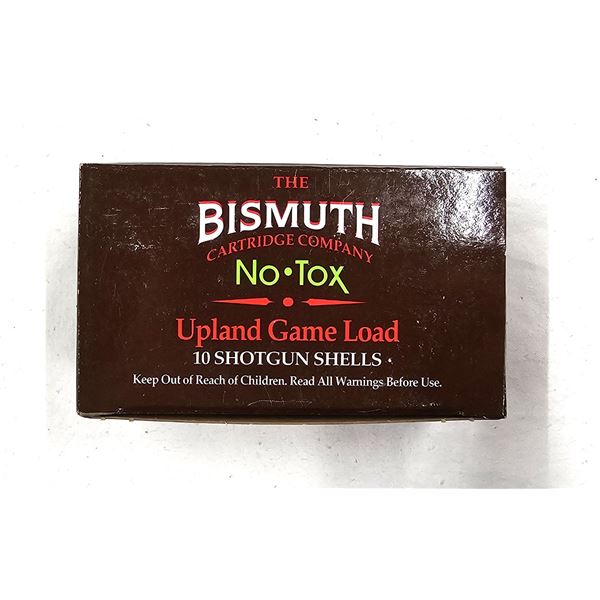 THE
BISMUTH
CARTRIDGE COMPANY
NO•TOX
Upland Game Load
10 SHOTGUN SHELLS
Keep Out of Reach of Children. Read All Warnings Before Use.